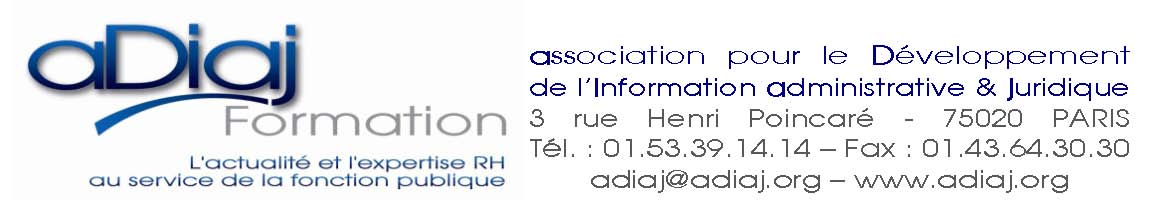 aDiaj
Formation
L'actualité et l'expertise RH
au service de la fonction publique
association pour le Développement
de l'Information administrative & Juridique
3 rue Henri Poincaré - 75020 PARIS
Tél. : 01.53.39.14.14 – Fax : 01.43.64.30.30
adiaj@adiaj.org – www.adiaj.org